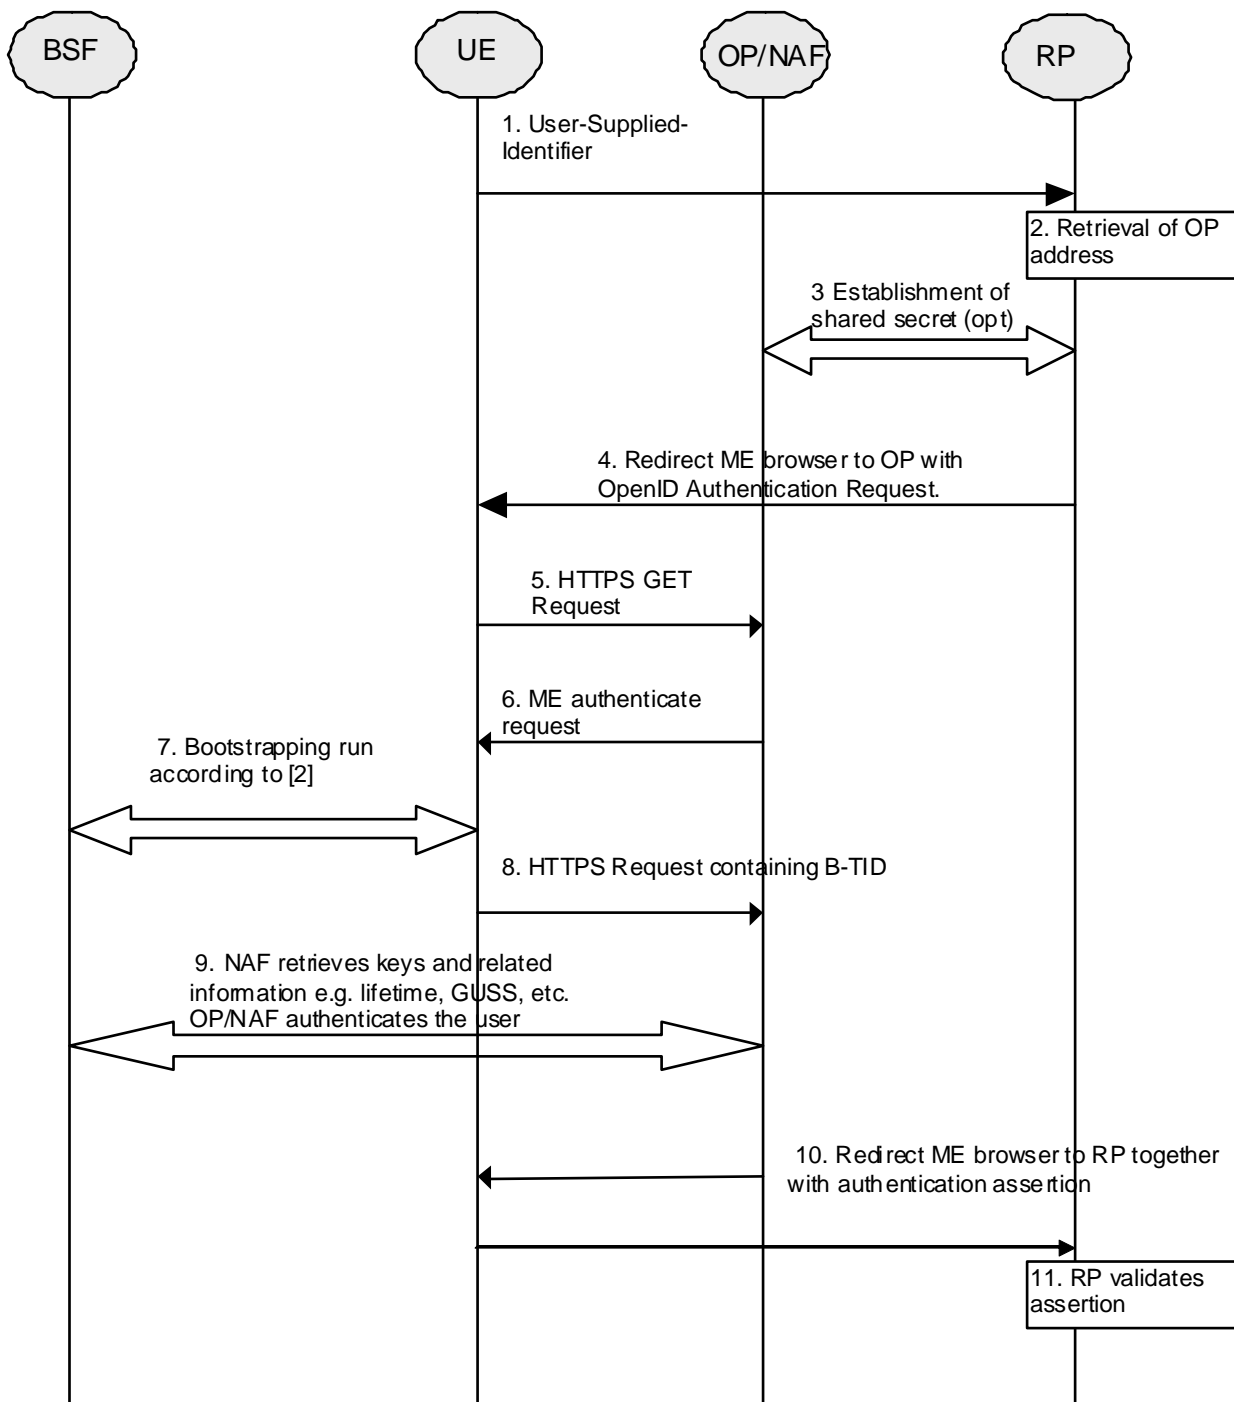 BSF
UE
OP/NAF
RP
1. User-Supplied-
Identifier
2. Retrieval of OP
address
3 Establishment of
shared secret (opt)
4. Redirect ME browser to OP with
OpenID Authentication Request.
5. HTTPS GET
Request
6. ME authenticate
request
7. Bootstrapping run
according to [2]
8. HTTPS Request containing B-TID
9. NAF retrieves keys and related
information e.g. lifetime, GUSS, etc.
OP/NAF authenticates the user
10. Redirect ME browser to RP together
with authentication assertion
11. RP validates
assertion